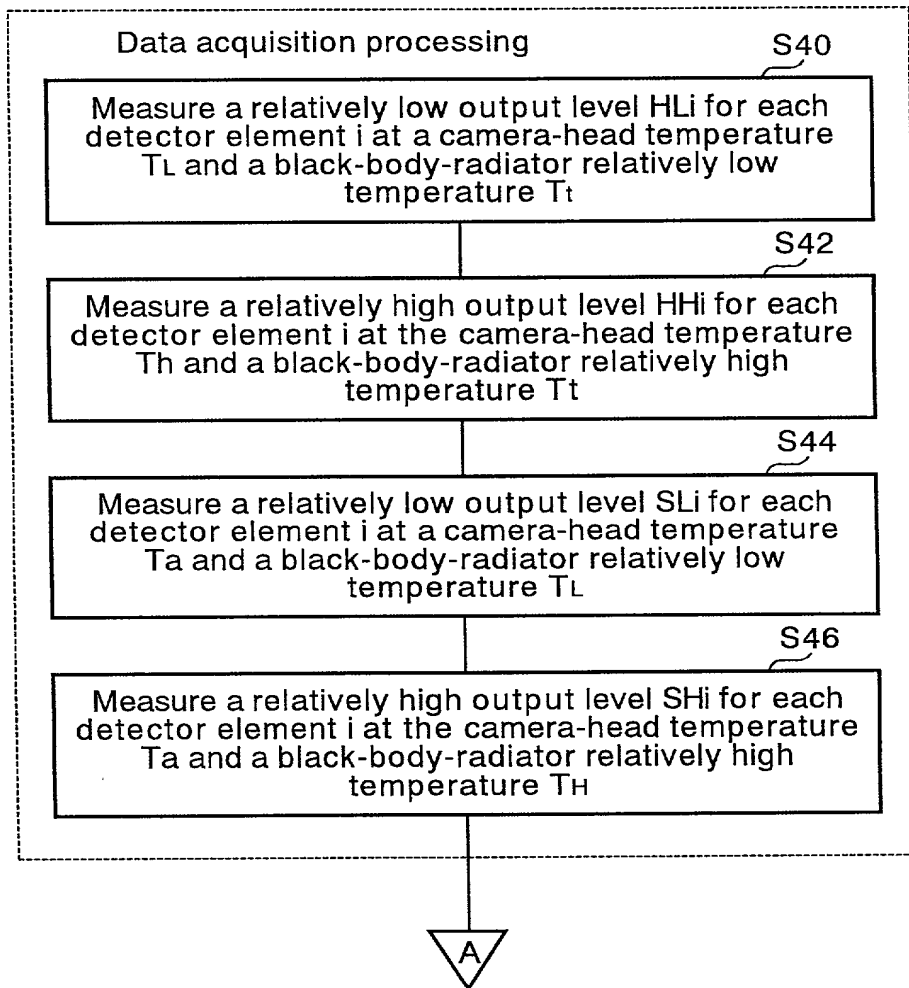 Data acquisition processing
S40
Measure a relatively low output level HLi for each
detector element i at a camera-head temperature
TL and a black-body-radiator relatively low
temperature Tt
S42
Measure a relatively high output level HHi for each
detector element i at the camera-head temperature
Th and a black-body-radiator relatively high
temperature Tt
S44
Measure a relatively low output level SLi for each
detector element i at a camera-head temperature
Ta and a black-body-radiator relatively low
temperature TL
S46
Measure a relatively high output level SHi for each
detector element i at the camera-head temperature
Ta and a black-body-radiator relatively high
temperature TH
A